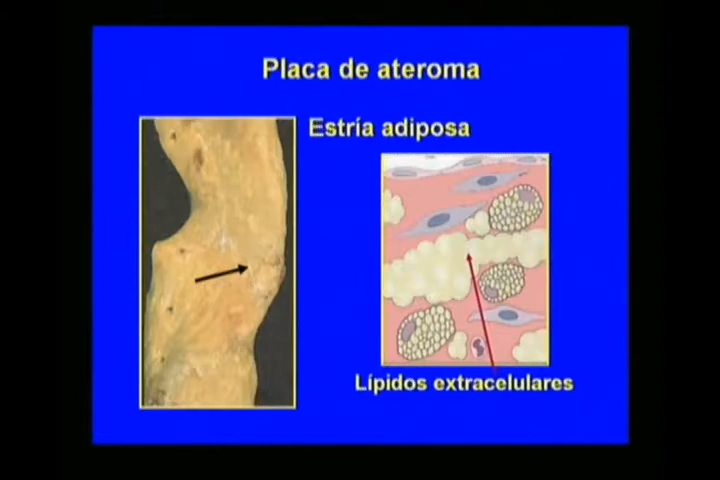 Placa de ateroma
Estría adiposa
Lípidos extracelulares